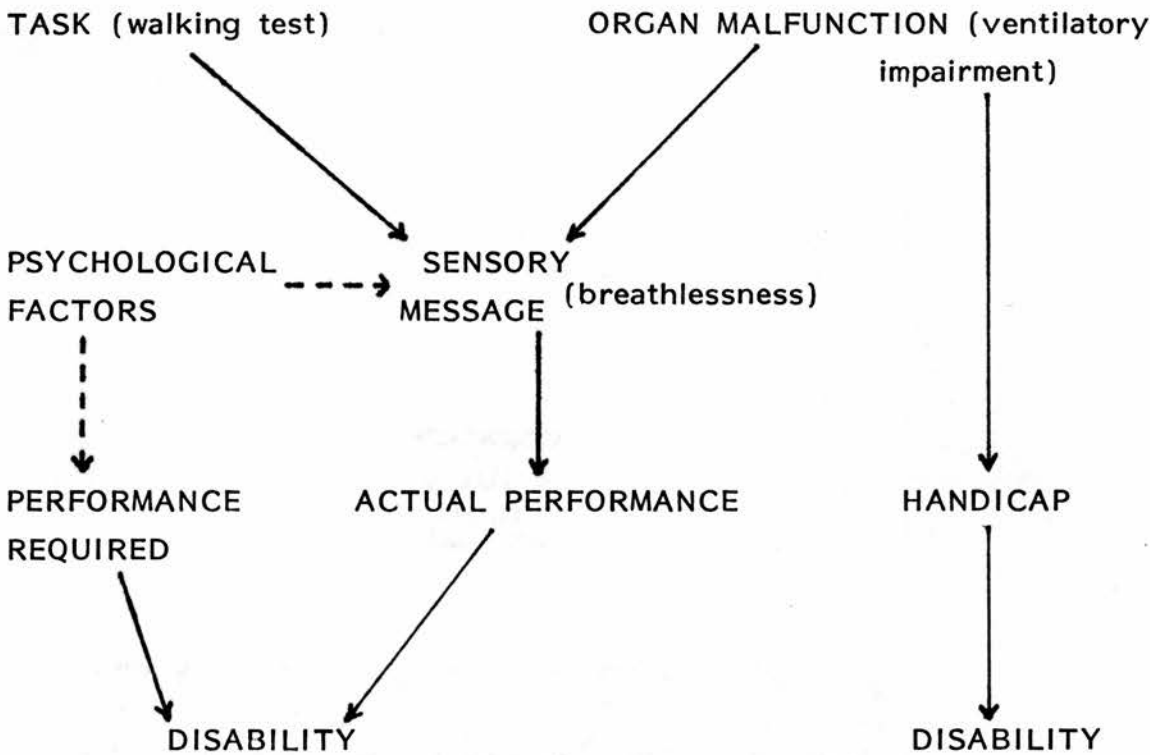 TASK (walking test)
ORGAN MALFUNCTION (ventilatory
impairment)
PSYCHOLOGICAL
FACTORS
SENSORY
MESSAGE (breathlessness)
PERFORMANCE
REQUIRED
ACTUAL PERFORMANCE
HANDICAP
DISABILITY
DISABILITY